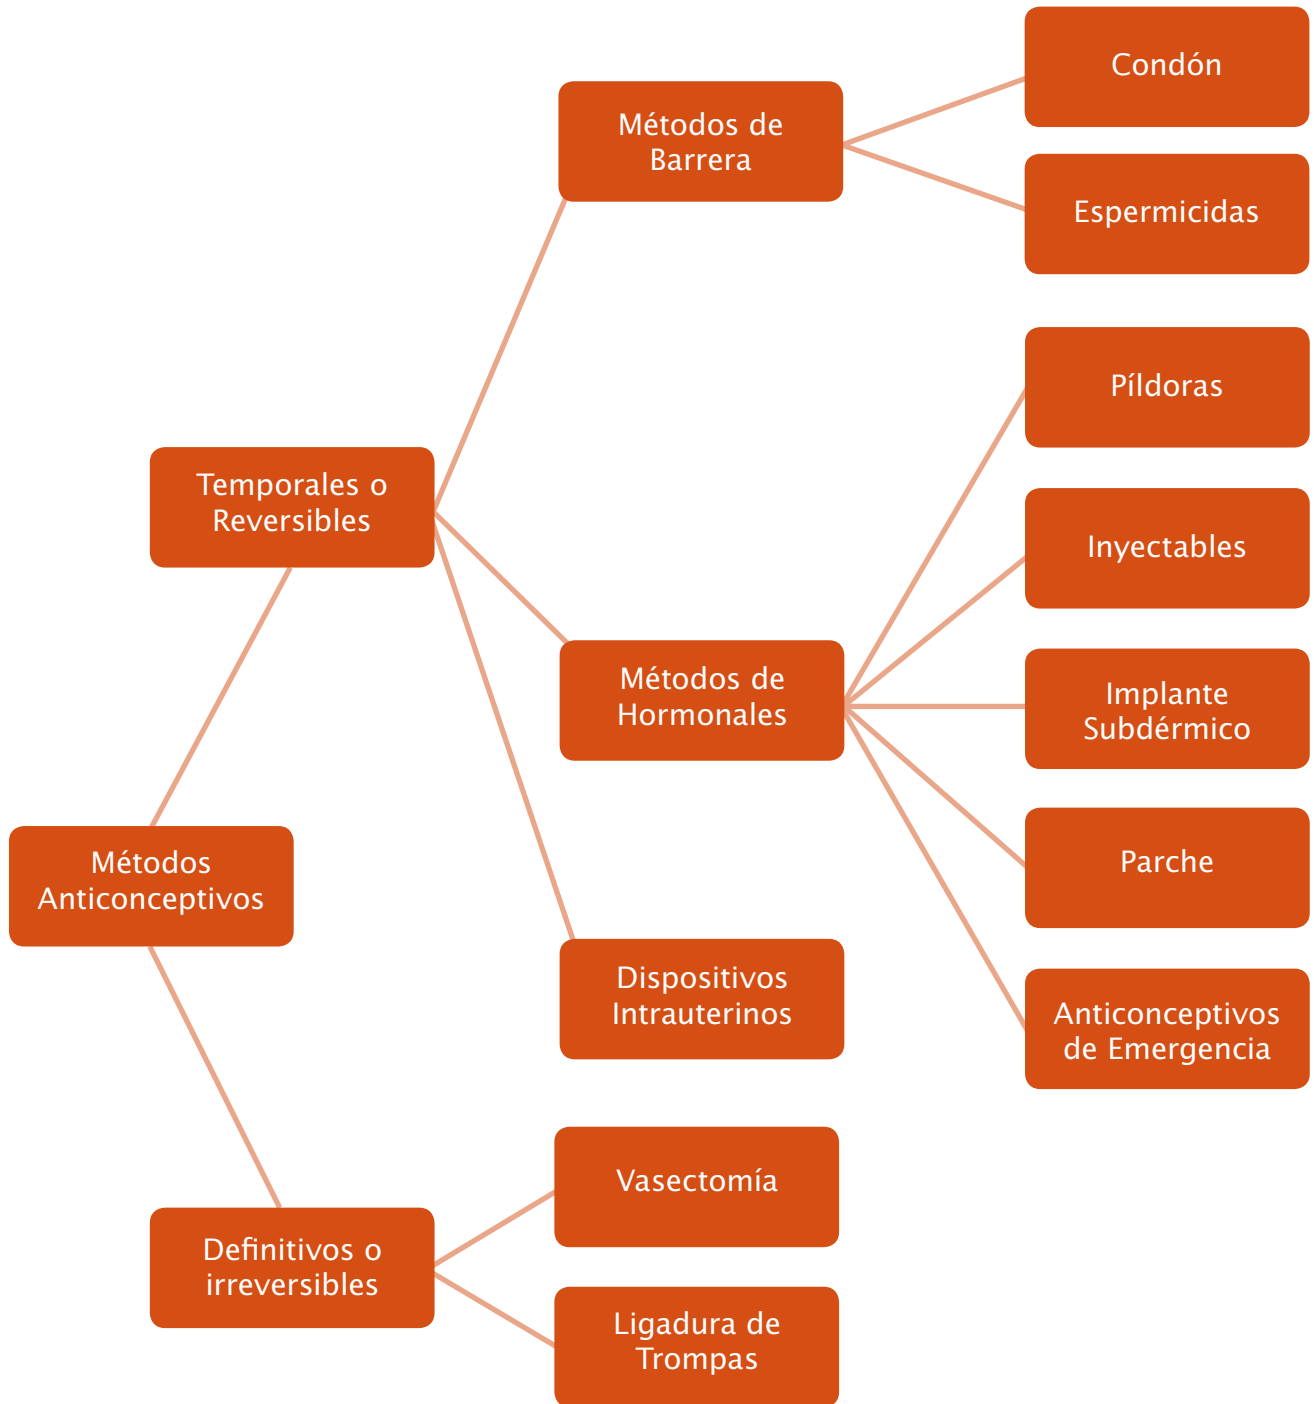 Condón
Métodos de
Barrera
Espermicidas
Píldoras
Temporales o
Reversibles
Inyectables
Métodos de
Hormonales
Implante
Subdérmico
Métodos
Anticonceptivos
Parche
Dispositivos
Intrauterinos
Anticonceptivos
de Emergencia
Vasectomía
Definitivos o
irreversibles
Ligadura de
Trompas